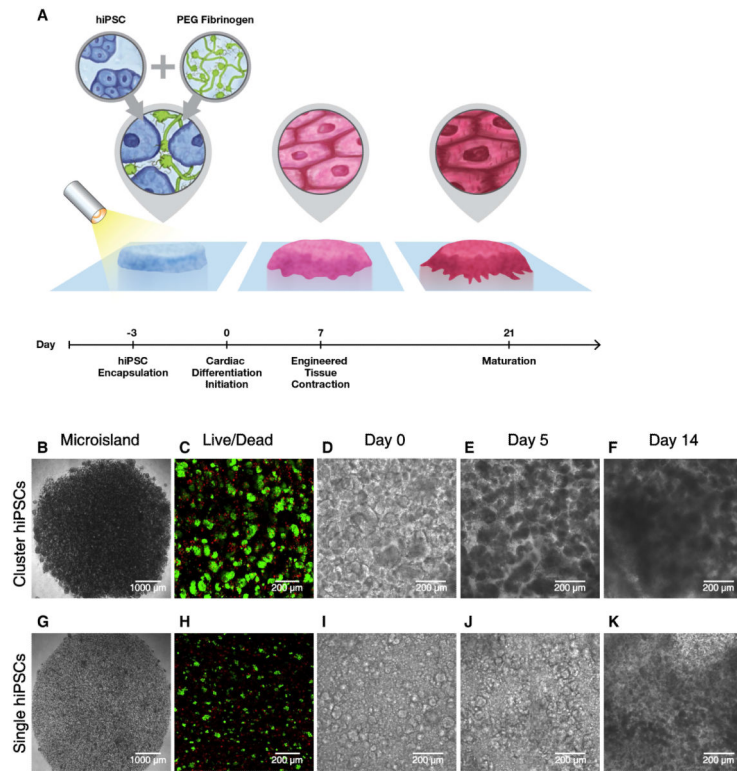 A
hiPSC
PEG Fibrinogen
Day
-3
0
7
21
hiPSC
Encapsulation
Cardiac
Differentiation
Initiation
Engineered
Tissue
Contraction
Maturation
B
Microisland
C
Live/Dead
D
Day 0
E
Day 5
F
Day 14
Cluster hiPSCs
1000 µm
200 µm
200 µm
200 µm
200 µm
G
H
I
J
K
Single hiPSCs
1000 µm
200 µm
200 µm
200 µm
200 µm